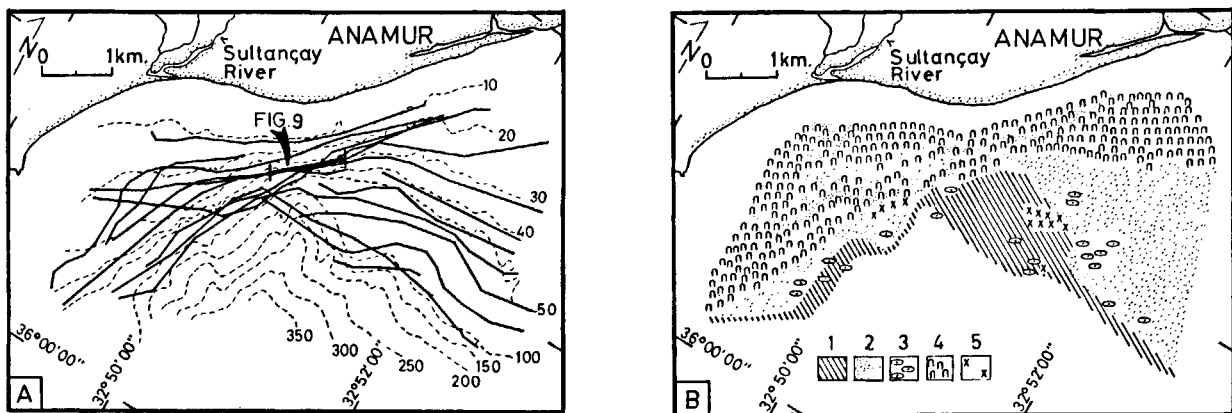 ANAMUR
N
0 1km.
Sultançay
River
10
FIG.9
20
30
40
50
100
150
200
250
300
350
36°00'00"
32°50'00"
32°52'00"
A
ANAMUR
N
0 1km.
Sultançay
River
1 2 3 4 5
36°00'00"
32°50'00"
32°52'00"
B